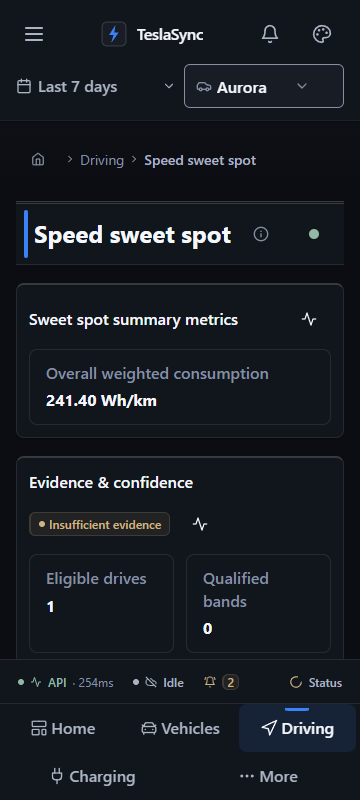 TeslaSync
Last 7 days
Aurora
Driving
Speed sweet spot
Speed sweet spot
Sweet spot summary metrics
Overall weighted consumption
241.40 Wh/km
Evidence & confidence
Insufficient evidence
Eligible drives
1
Qualified
bands
0
API · 254ms
Idle
2
Status
Home
Vehicles
Driving
Charging
More